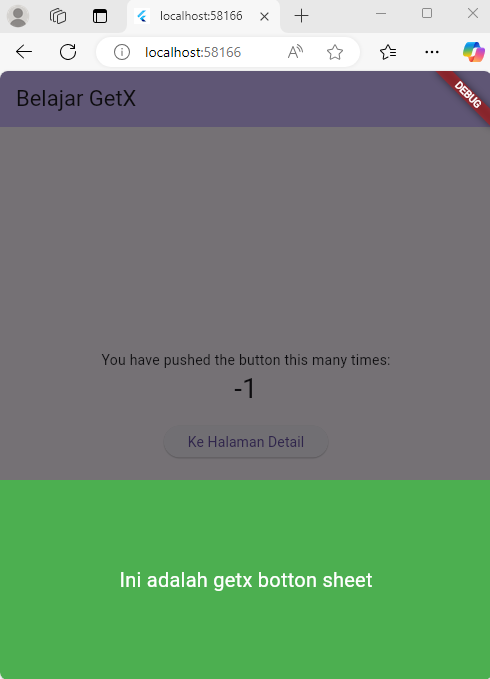 localhost:58166
localhost:58166
Belajar GetX
DEBUG
You have pushed the button this many times:
-1
Ke Halaman Detail
Ini adalah getx botton sheet